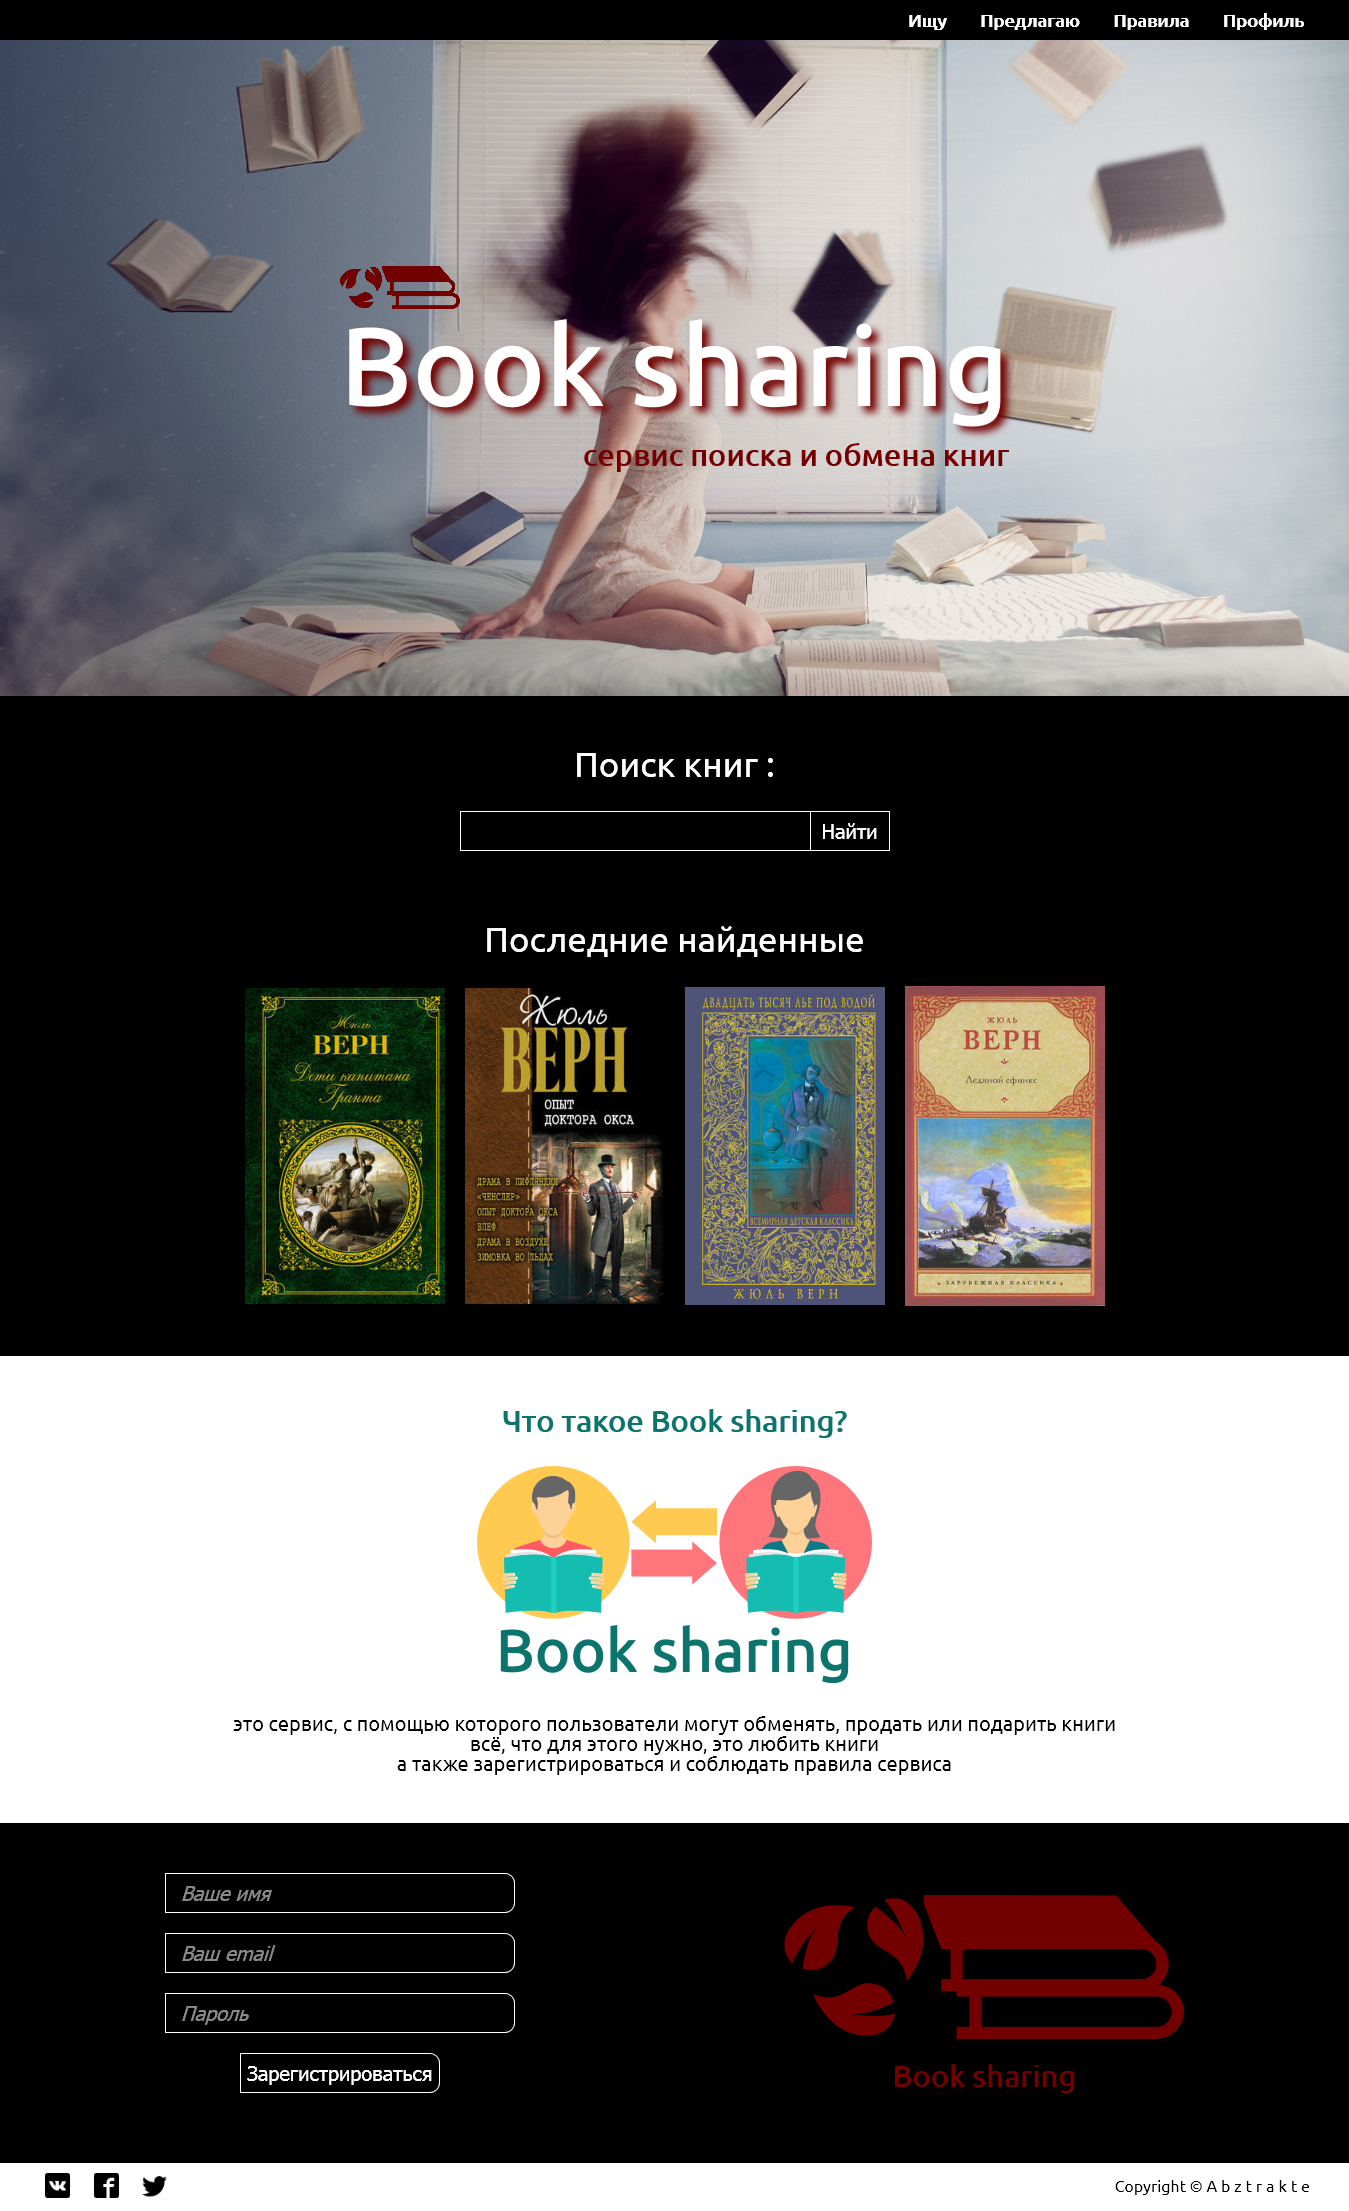 Ищу Предлагаю Правила Профиль
Book sharing
сервис поиска и обмена книг
Поиск книг :
Найти
Последние найденные
Жюль
ВЕРН
Дети капитана
Гранта
Жюль
ВЕРН
ОПЫТ
ДОКТОРА ОКСА
ДРАМА В ЛИФЛЯНДИИ
«ЧЕНСЛЕР»
ОПЫТ ДОКТОРА ОКСА
БЛЕФ
ДРАМА В ВОЗДУХЕ
ЗИМОВКА ВО ЛЬДАХ
ДВАДЦАТЬ ТЫСЯЧ ЛЬЕ ПОД ВОДОЙ
ВСЕМИРНАЯ ДЕТСКАЯ КЛАССИКА
ЖЮЛЬ ВЕРН
ЖЮЛЬ
ВЕРН
Ледяной сфинкс
ЗАРУБЕЖНАЯ КЛАССИКА
Что такое Book sharing?
Book sharing
это сервис, с помощью которого пользователи могут обменять, продать или подарить книги
всё, что для этого нужно, это любить книги
а также зарегистрироваться и соблюдать правила сервиса
Ваше имя
Ваш email
Пароль
Зарегистрироваться
Book sharing
Copyright © A b z t r a k t e